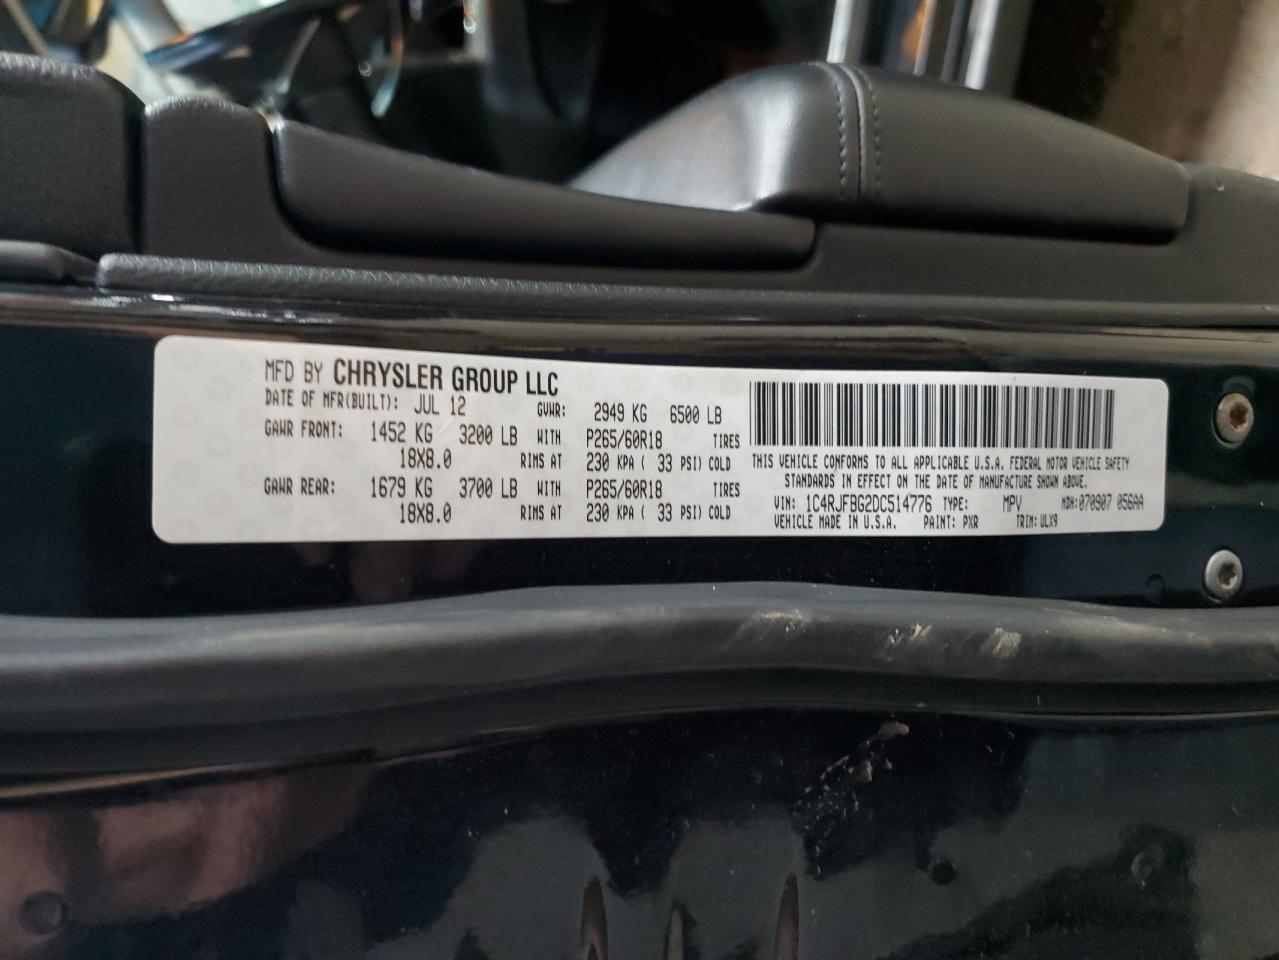 MFD BY CHRYSLER GROUP LLC
DATE OF MFR(BUILT): JUL 12 GVWR: 2949 KG 6500 LB
GAWR FRONT: 1452 KG 3200 LB WITH P265/60R18 TIRES
18X8.0 RIMS AT 230 KPA ( 33 PSI) COLD
GAWR REAR: 1679 KG 3700 LB WITH P265/60R18 TIRES
18X8.0 RIMS AT 230 KPA ( 33 PSI) COLD
THIS VEHICLE CONFORMS TO ALL APPLICABLE U.S.A. FEDERAL MOTOR VEHICLE SAFETY
STANDARDS IN EFFECT ON THE DATE OF MANUFACTURE SHOWN ABOVE.
VIN: 1C4RJFBG2DC514776 TYPE: MPV MDH:070907 056AA
VEHICLE MADE IN U.S.A. PAINT: PXR TRIM: ULX9